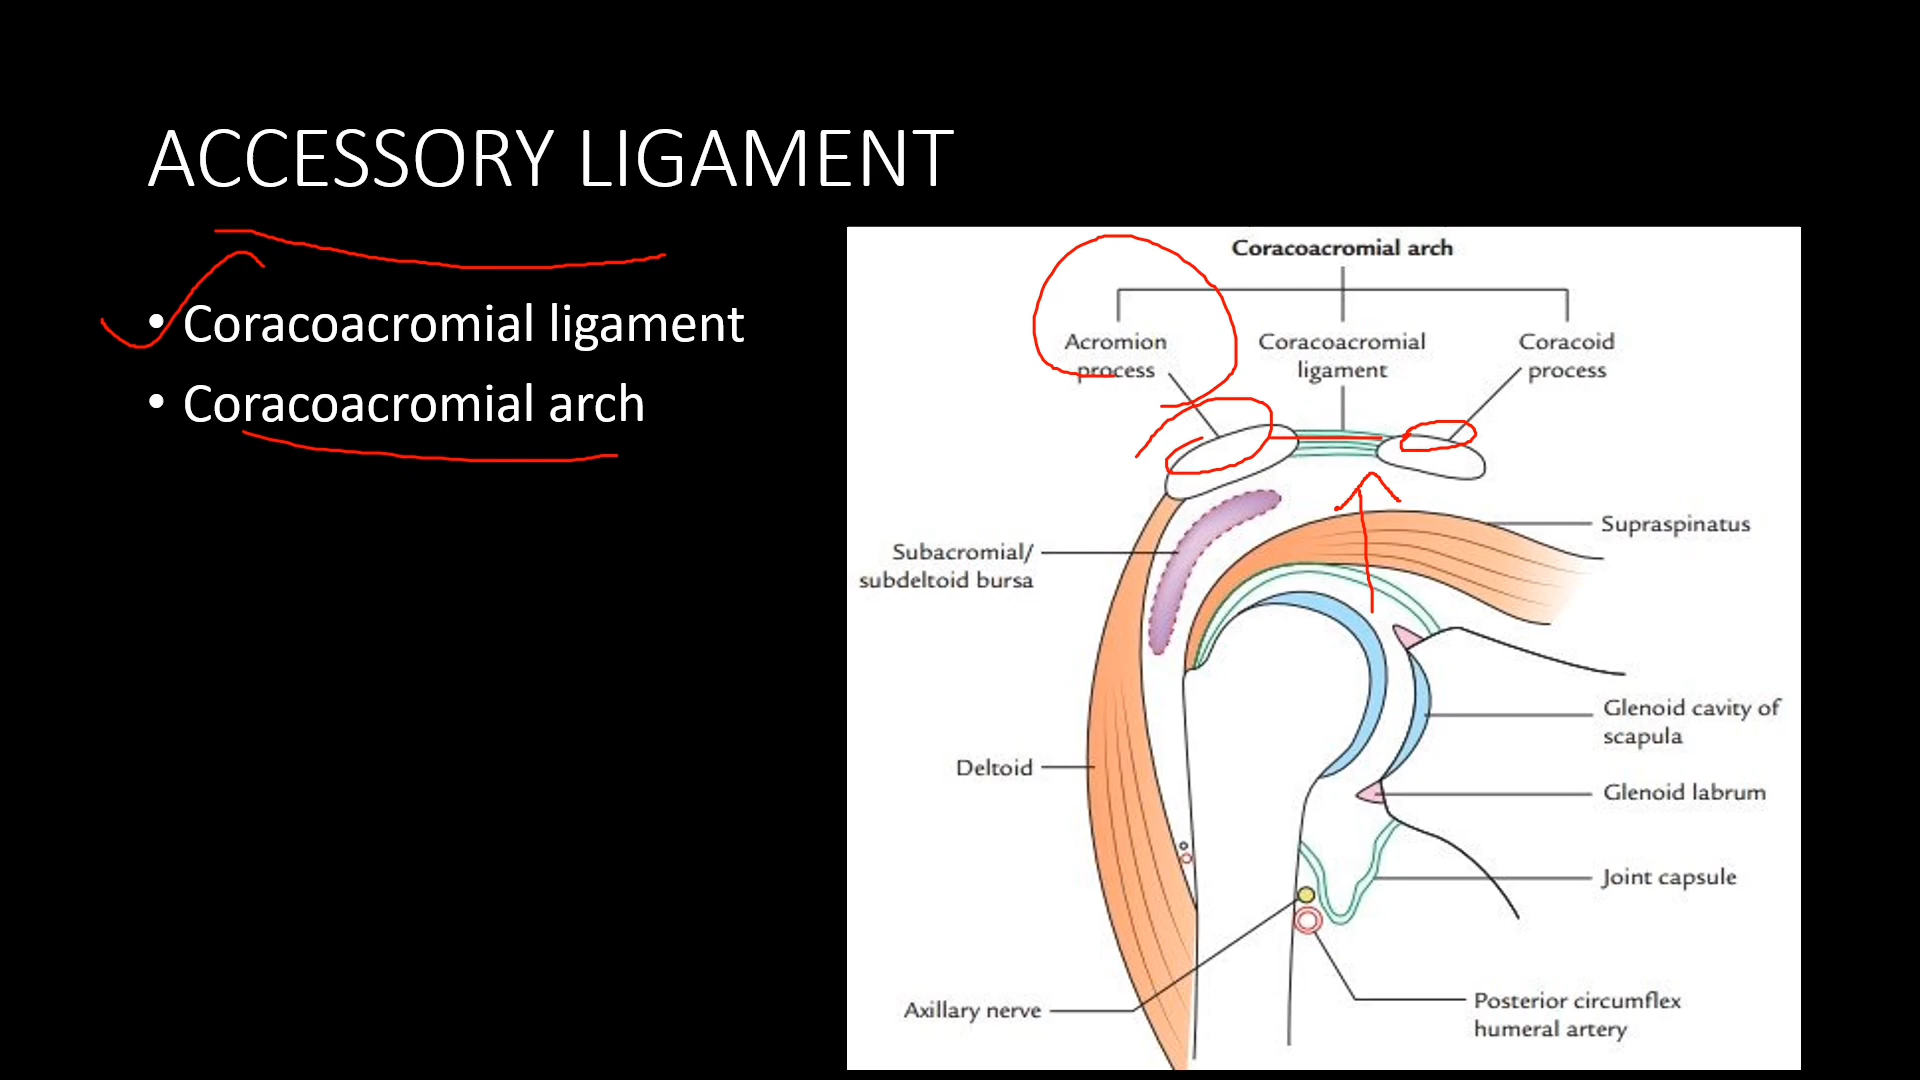 ACCESSORY LIGAMENT
• Coracoacromial ligament
• Coracoacromial arch
Coracoacromial arch
Acromion
process
Coracoacromial
ligament
Coracoid
process
Supraspinatus
Subacromial/
subdeltoid bursa
Glenoid cavity of
scapula
Deltoid
Glenoid labrum
Joint capsule
Axillary nerve
Posterior circumflex
humeral artery